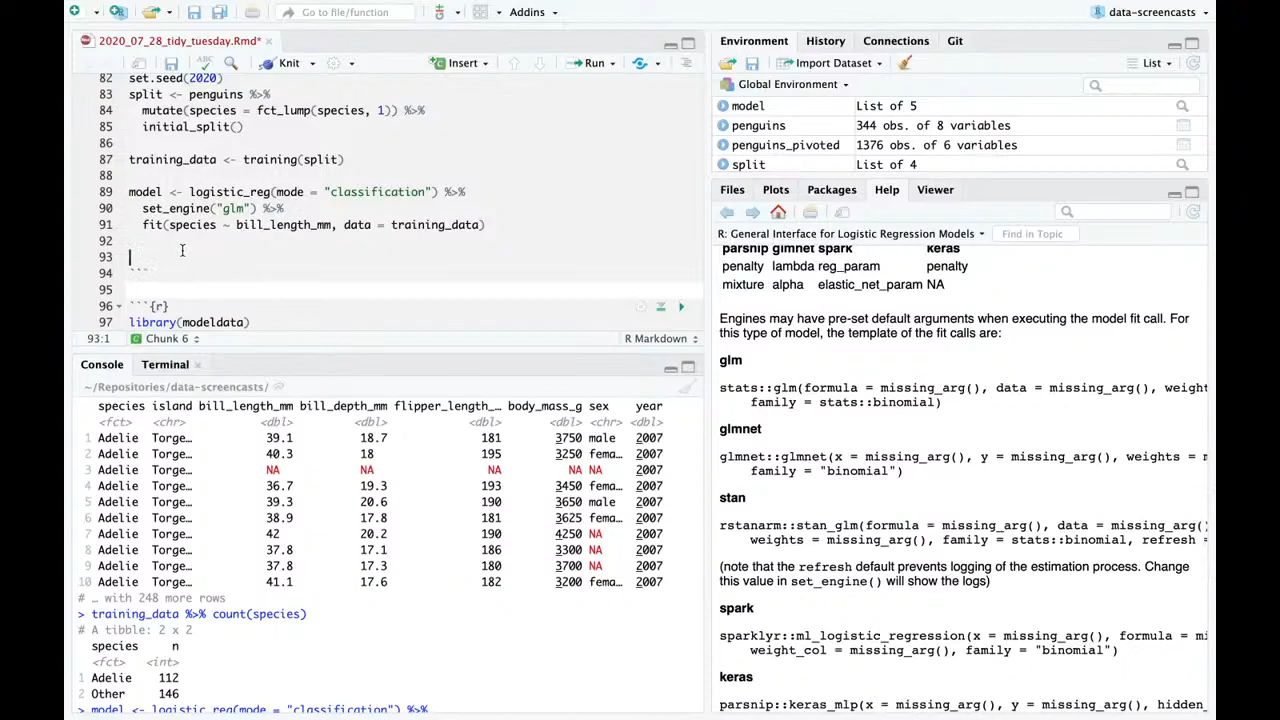 Go to file/function
Addins
data-screencasts
2020_07_28_tidy_tuesday.Rmd*
Knit
Insert
Run
82 set.seed(2020)
83 split <- penguins %>%
84 mutate(species = fct_lump(species, 1)) %>%
85 initial_split()
86
87 training_data <- training(split)
88
89 model <- logistic_reg(mode = "classification") %>%
90 set_engine("glm") %>%
91 fit(species ~ bill_length_mm, data = training_data)
92
93
94 ```
95
96 ```{r}
97 library(modeldata)
93:1 Chunk 6 R Markdown
Console Terminal
~/Repositories/data-screencasts/
species island bill_length_mm bill_depth_mm flipper_length_… body_mass_g sex year
<fct> <chr> <dbl> <dbl> <dbl> <dbl> <chr> <dbl>
1 Adelie Torge… 39.1 18.7 181 3750 male 2007
2 Adelie Torge… 40.3 18 195 3250 fema… 2007
3 Adelie Torge… NA NA NA NA NA 2007
4 Adelie Torge… 36.7 19.3 193 3450 fema… 2007
5 Adelie Torge… 39.3 20.6 190 3650 male 2007
6 Adelie Torge… 38.9 17.8 181 3625 fema… 2007
7 Adelie Torge… 42 20.2 190 4250 NA 2007
8 Adelie Torge… 37.8 17.1 186 3300 NA 2007
9 Adelie Torge… 37.8 17.3 180 3700 NA 2007
10 Adelie Torge… 41.1 17.6 182 3200 fema… 2007
# … with 248 more rows
> training_data %>% count(species)
# A tibble: 2 x 2
species n
<fct> <int>
1 Adelie 112
2 Other 146
> model <- logistic_reg(mode = "classification") %>%
Environment History Connections Git
Import Dataset
List
Global Environment
model List of 5
penguins 344 obs. of 8 variables
penguins_pivoted 1376 obs. of 6 variables
split List of 4
Files Plots Packages Help Viewer
R: General Interface for Logistic Regression Models Find in Topic
parsnip glmnet spark keras
penalty lambda reg_param penalty
mixture alpha elastic_net_param NA
Engines may have pre-set default arguments when executing the model fit call. For
this type of model, the template of the fit calls are:
glm
stats::glm(formula = missing_arg(), data = missing_arg(), weight
family = stats::binomial)
glmnet
glmnet::glmnet(x = missing_arg(), y = missing_arg(), weights = m
family = "binomial")
stan
rstanarm::stan_glm(formula = missing_arg(), data = missing_arg()
weights = missing_arg(), family = stats::binomial, refresh =
(note that the refresh default prevents logging of the estimation process. Change
this value in set_engine() will show the logs)
spark
sparklyr::ml_logistic_regression(x = missing_arg(), formula = mi
weight_col = missing_arg(), family = "binomial")
keras
parsnip::keras_mlp(x = missing_arg(), y = missing_arg(), hidden_